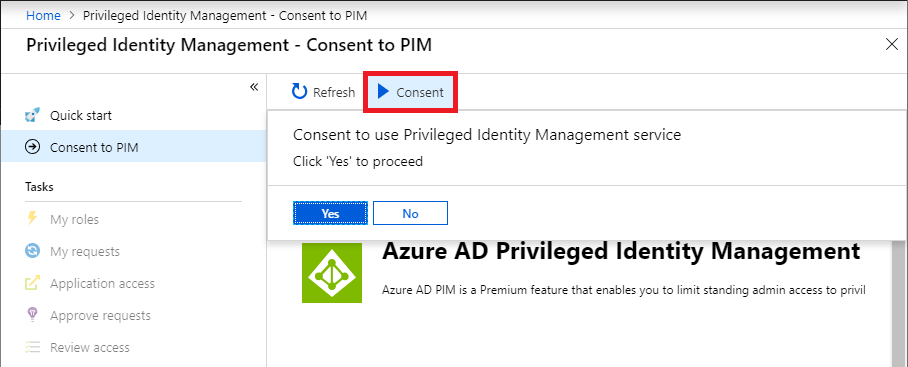 Home > Privileged Identity Management - Consent to PIM
Privileged Identity Management - Consent to PIM
Refresh Consent
Quick start
Consent to PIM
Tasks
My roles
My requests
Application access
Approve requests
Review access
Consent to use Privileged Identity Management service
Click 'Yes' to proceed
Yes No
Azure AD Privileged Identity Management
Azure AD PIM is a Premium feature that enables you to limit standing admin access to privil